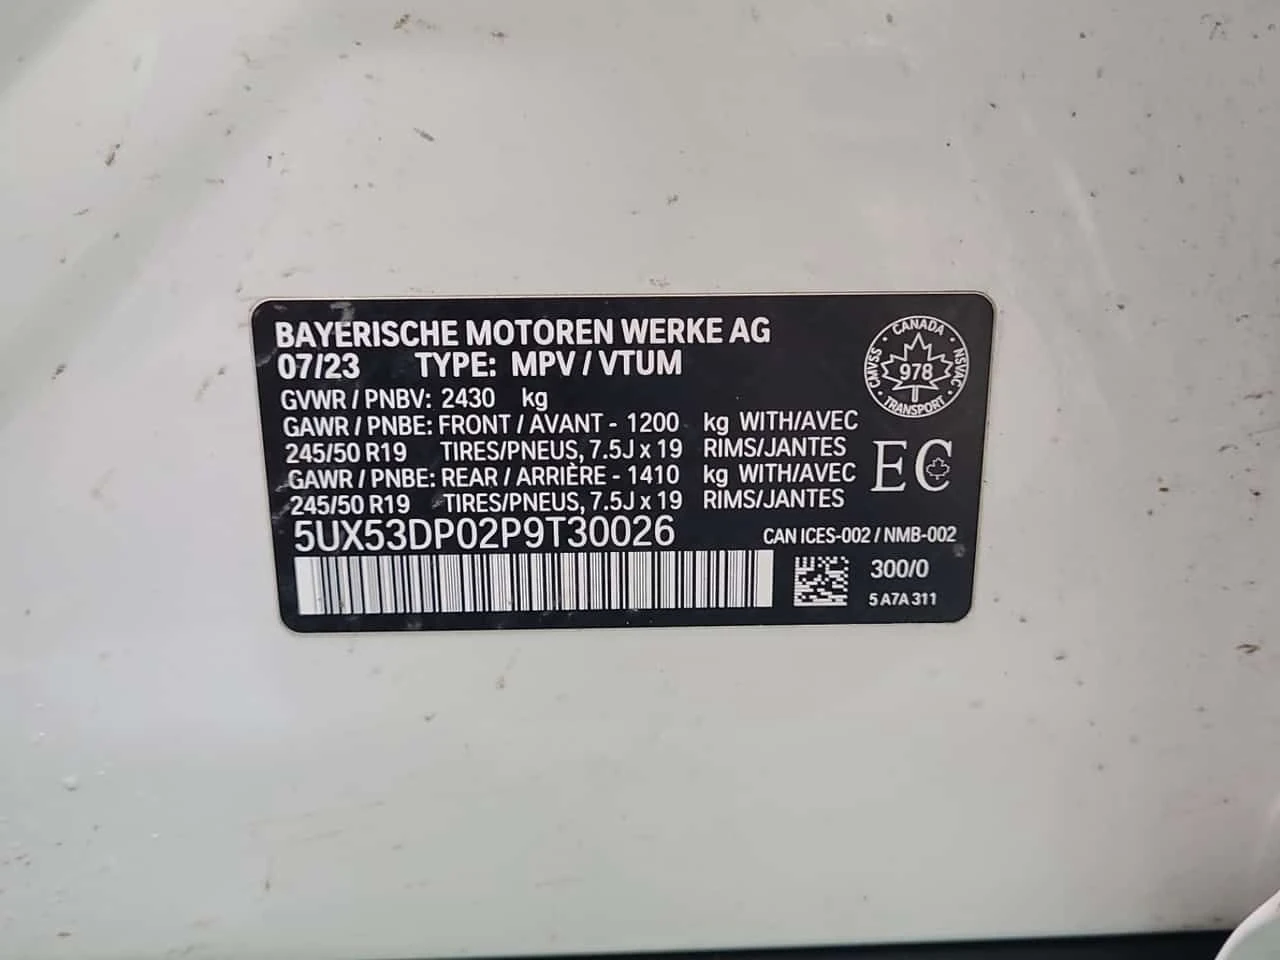 BAYERISCHE MOTOREN WERKE AG
07/23 TYPE: MPV / VTUM
GVWR / PNBV: 2430 kg
GAWR / PNBE: FRONT / AVANT - 1200 kg WITH/AVEC
245/50 R19 TIRES/PNEUS, 7.5J x 19 RIMS/JANTES
GAWR / PNBE: REAR / ARRIÈRE - 1410 kg WITH/AVEC
245/50 R19 TIRES/PNEUS, 7.5J x 19 RIMS/JANTES
5UX53DP02P9T30026
CANADA
CMVSS 978 NSVAC
TRANSPORT
EC
CAN ICES-002 / NMB-002
300/0
5 A7A 311